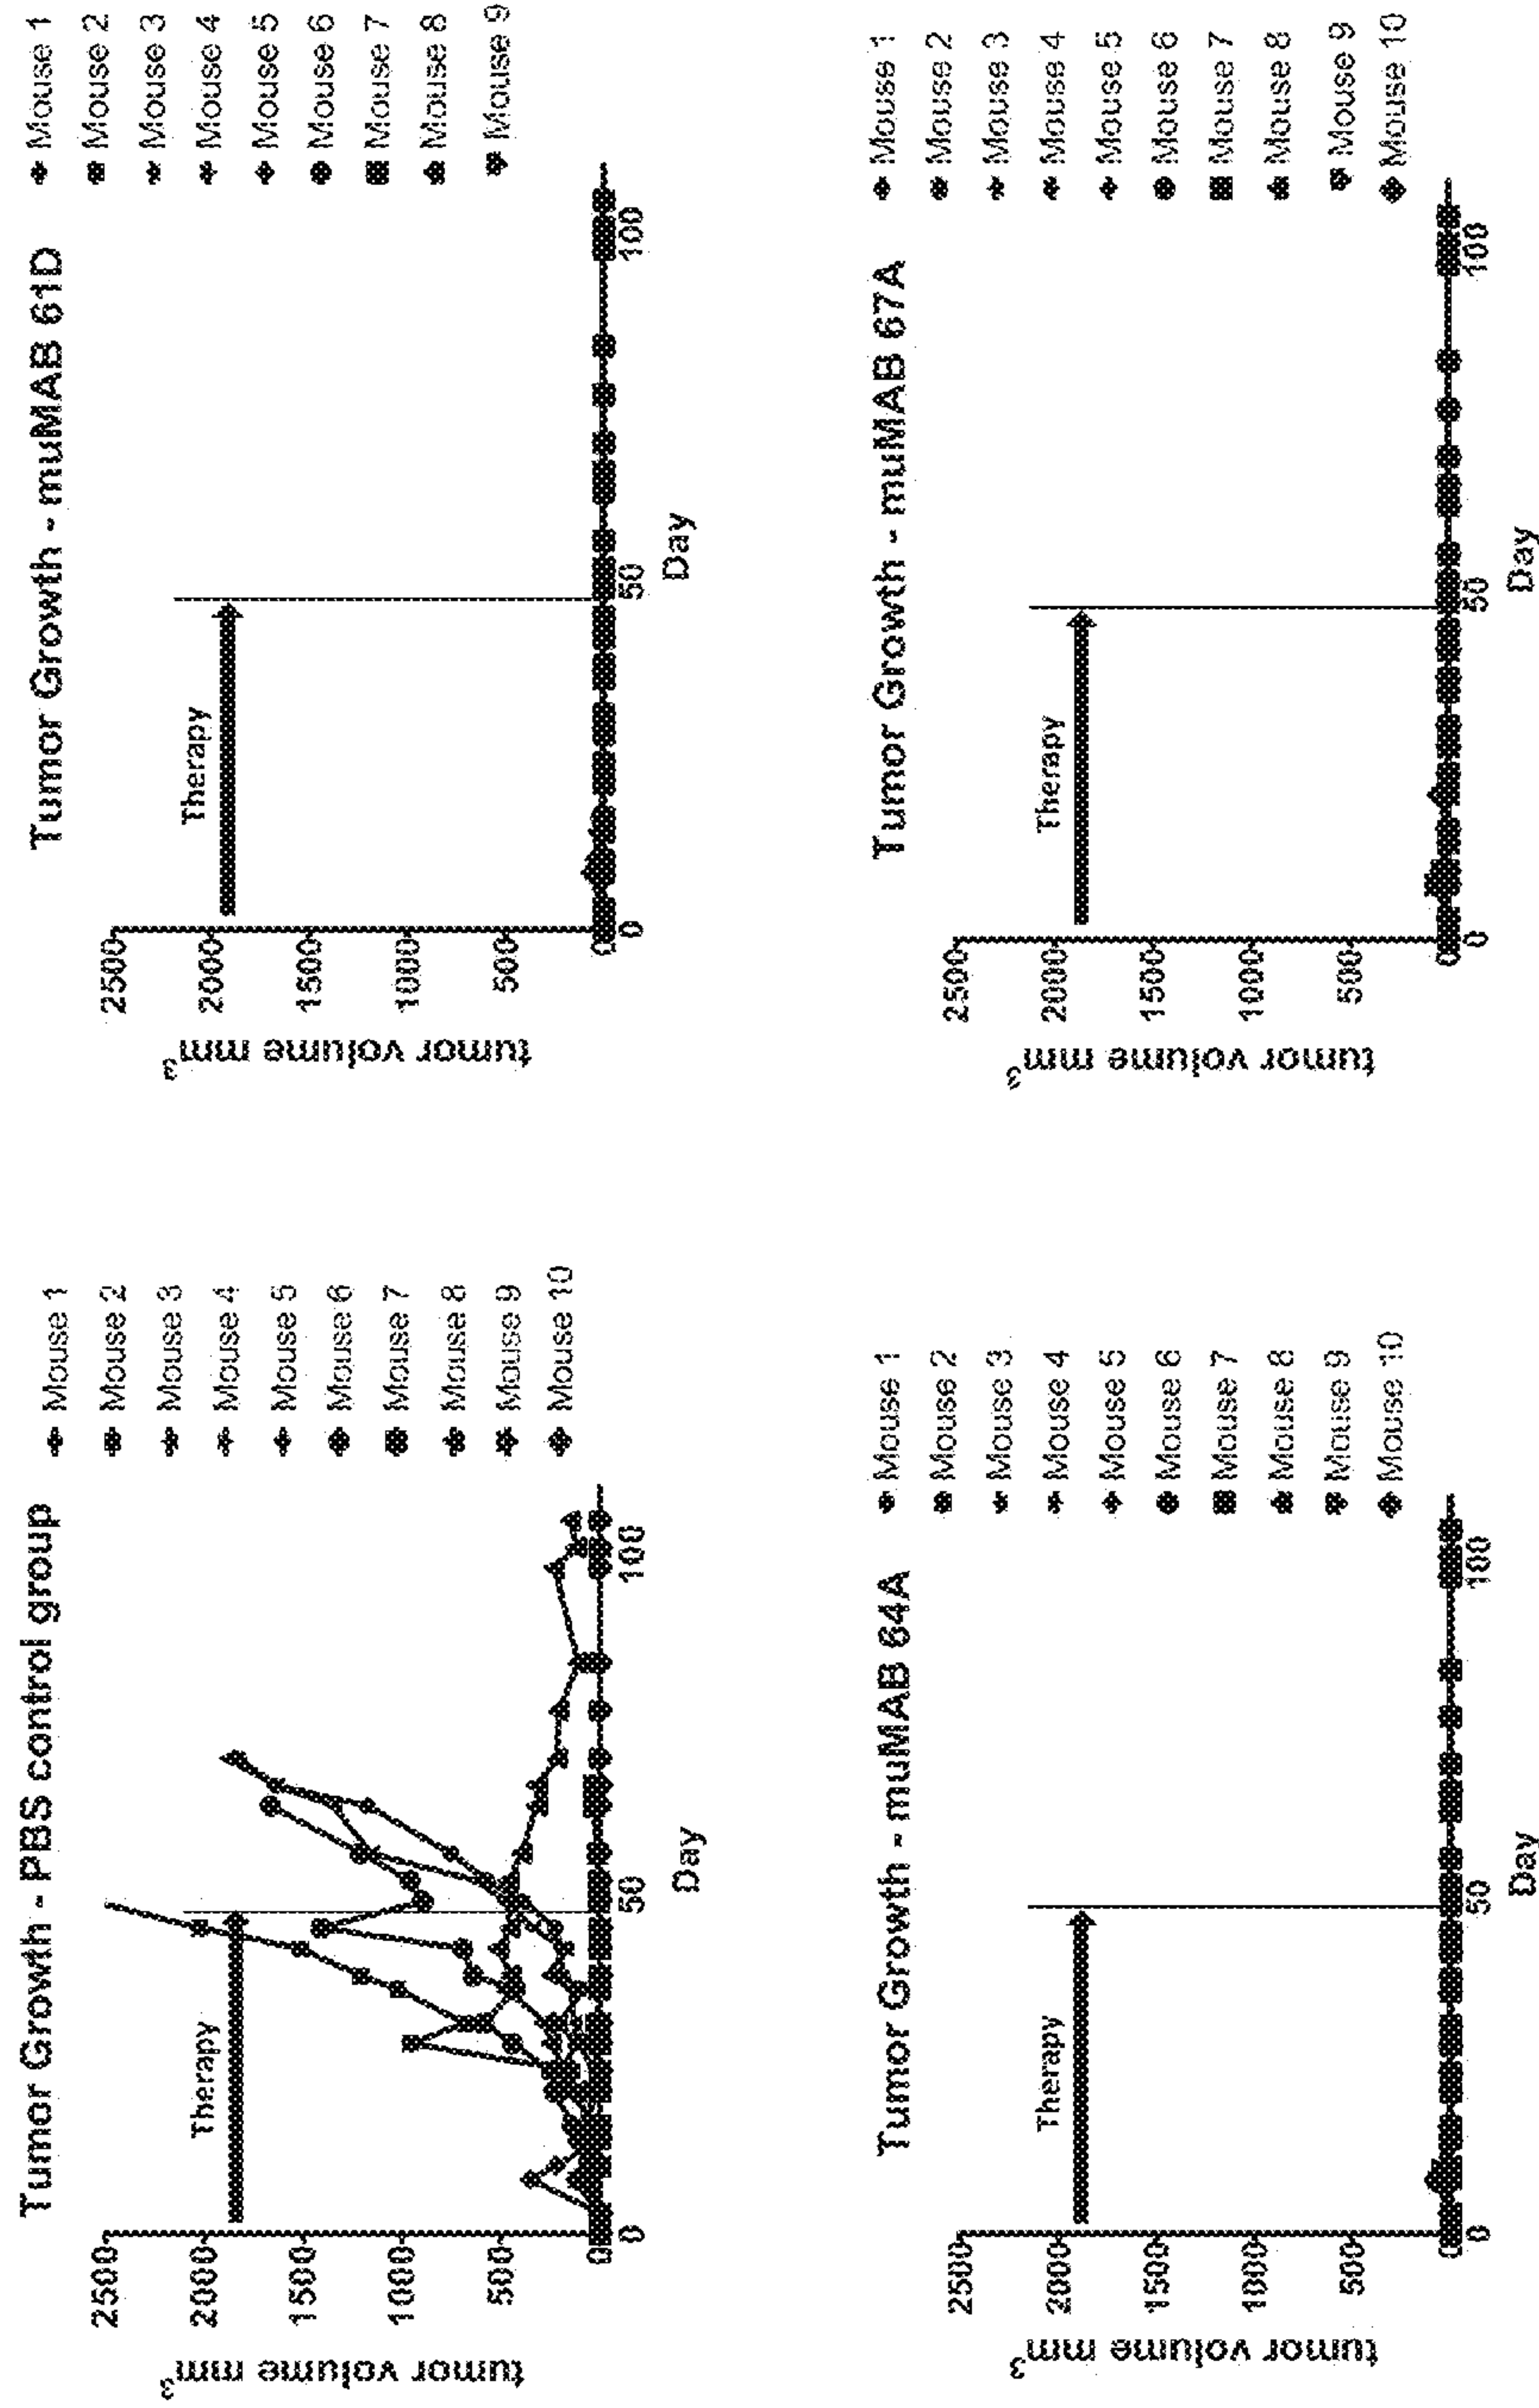 Tumor Growth - PBS control group
tumor volume mm³
2500
2000
1500
1000
500
0
Therapy
0
50
100
Day
Mouse 1
Mouse 2
Mouse 3
Mouse 4
Mouse 5
Mouse 6
Mouse 7
Mouse 8
Mouse 9
Mouse 10
Tumor Growth - muMAB 61D
tumor volume mm³
2500
2000
1500
1000
500
0
Therapy
0
50
100
Day
Mouse 1
Mouse 2
Mouse 3
Mouse 4
Mouse 5
Mouse 6
Mouse 7
Mouse 8
Mouse 9
Tumor Growth - muMAB 64A
tumor volume mm³
2500
2000
1500
1000
500
0
Therapy
0
50
100
Day
Mouse 1
Mouse 2
Mouse 3
Mouse 4
Mouse 5
Mouse 6
Mouse 7
Mouse 8
Mouse 9
Mouse 10
Tumor Growth - muMAB 67A
tumor volume mm³
2500
2000
1500
1000
500
0
Therapy
0
50
100
Day
Mouse 1
Mouse 2
Mouse 3
Mouse 4
Mouse 5
Mouse 6
Mouse 7
Mouse 8
Mouse 9
Mouse 10